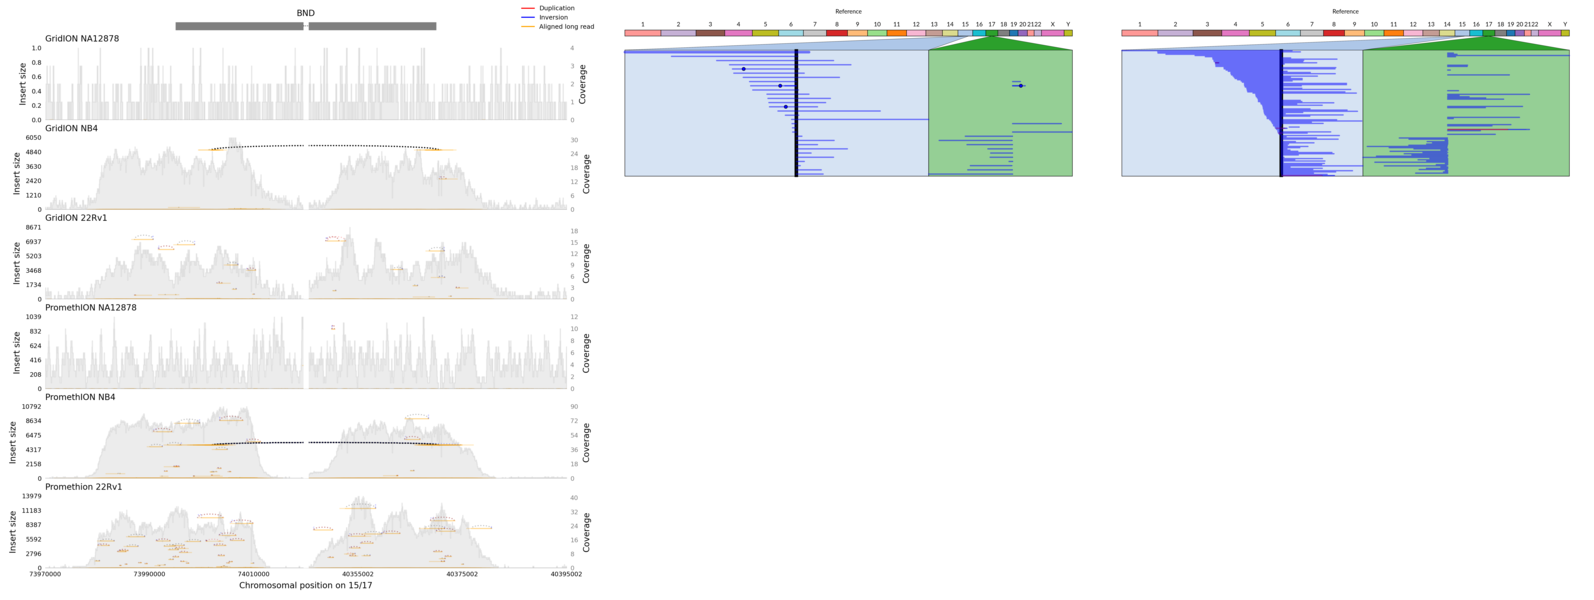 BND
Duplication
Inversion
Aligned long read
GridION NA12878
1.0
0.8
0.6
0.4
0.2
0.0
Insert size
4
3
2
1
0
Coverage
GridION NB4
6050
4840
3630
2420
1210
0
Insert size
30
24
18
12
6
0
Coverage
GridION 22Rv1
8671
6937
5203
3468
1734
0
Insert size
18
15
12
9
6
3
0
Coverage
PromethION NA12878
1039
832
624
416
208
0
Insert size
12
10
8
6
4
2
0
Coverage
PromethION NB4
10792
8634
6475
4317
2158
0
Insert size
90
72
54
36
18
0
Coverage
Promethion 22Rv1
13979
11183
8387
5592
2796
0
Insert size
40
32
24
16
8
0
Coverage
73970000 73990000 74010000 40355002 40375002 40395002
Chromosomal position on 15/17
Reference
1 2 3 4 5 6 7 8 9 10 11 12 13 14 15 16 17 18 19 20 21 22 X Y
Reference
1 2 3 4 5 6 7 8 9 10 11 12 13 14 15 16 17 18 19 20 21 22 X Y